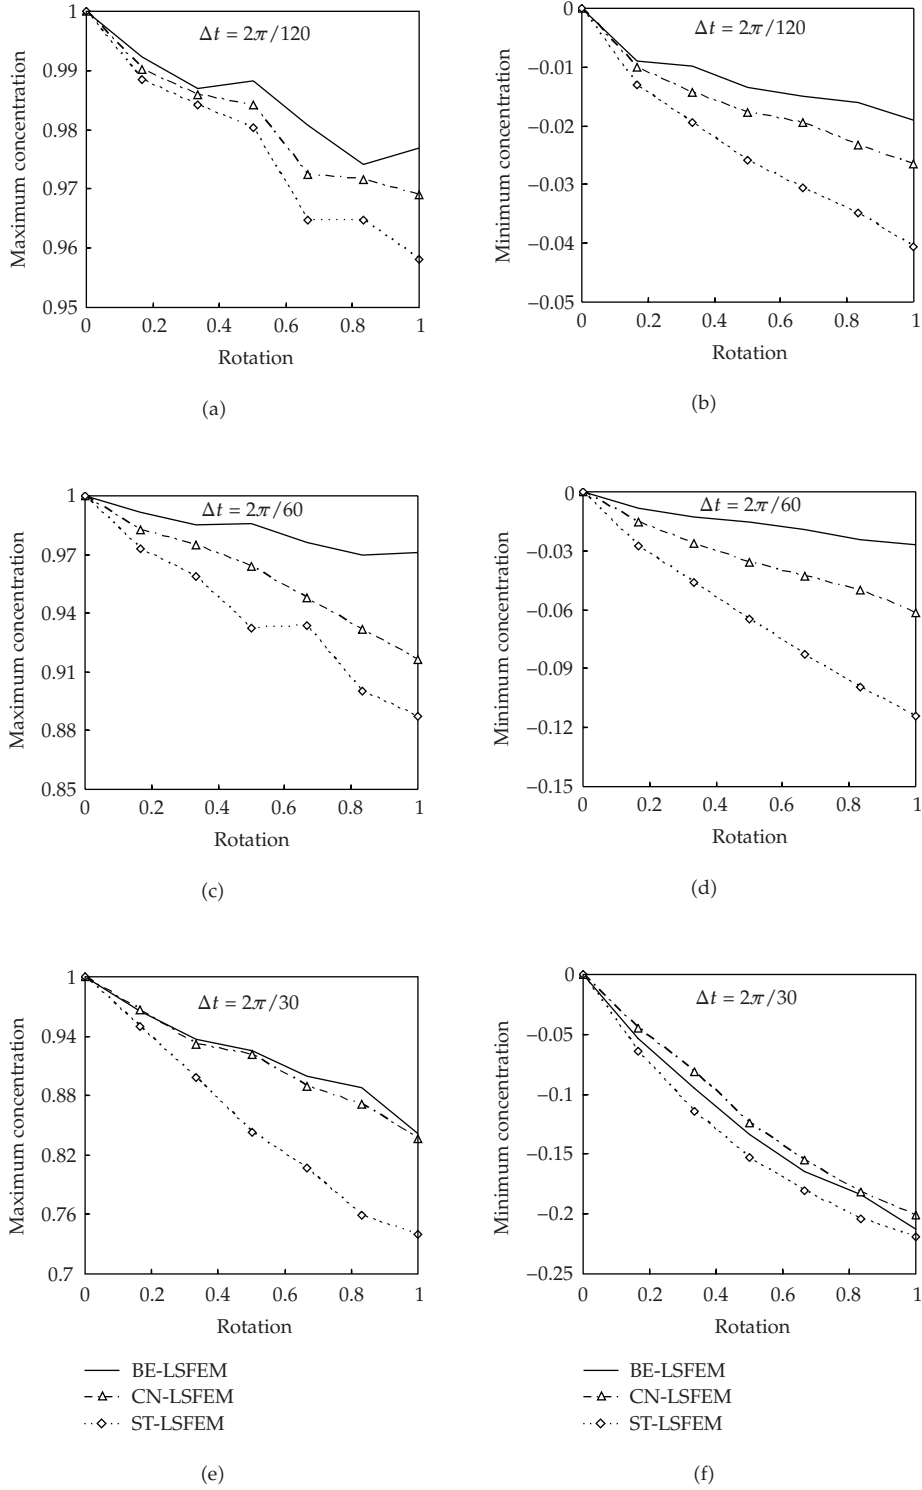 Δt = 2π/120
Maximum concentration
1
0.99
0.98
0.97
0.96
0.95
0 0.2 0.4 0.6 0.8 1
Rotation
(a)
Δt = 2π/120
Minimum concentration
0
−0.01
−0.02
−0.03
−0.04
−0.05
0 0.2 0.4 0.6 0.8 1
Rotation
(b)
Δt = 2π/60
Maximum concentration
1
0.97
0.94
0.91
0.88
0.85
0 0.2 0.4 0.6 0.8 1
Rotation
(c)
Δt = 2π/60
Minimum concentration
0
−0.03
−0.06
−0.09
−0.12
−0.15
0 0.2 0.4 0.6 0.8 1
Rotation
(d)
Δt = 2π/30
Maximum concentration
1
0.94
0.88
0.82
0.76
0.7
0 0.2 0.4 0.6 0.8 1
Rotation
BE-LSFEM
CN-LSFEM
ST-LSFEM
(e)
Δt = 2π/30
Minimum concentration
0
−0.05
−0.1
−0.15
−0.2
−0.25
0 0.2 0.4 0.6 0.8 1
Rotation
BE-LSFEM
CN-LSFEM
ST-LSFEM
(f)